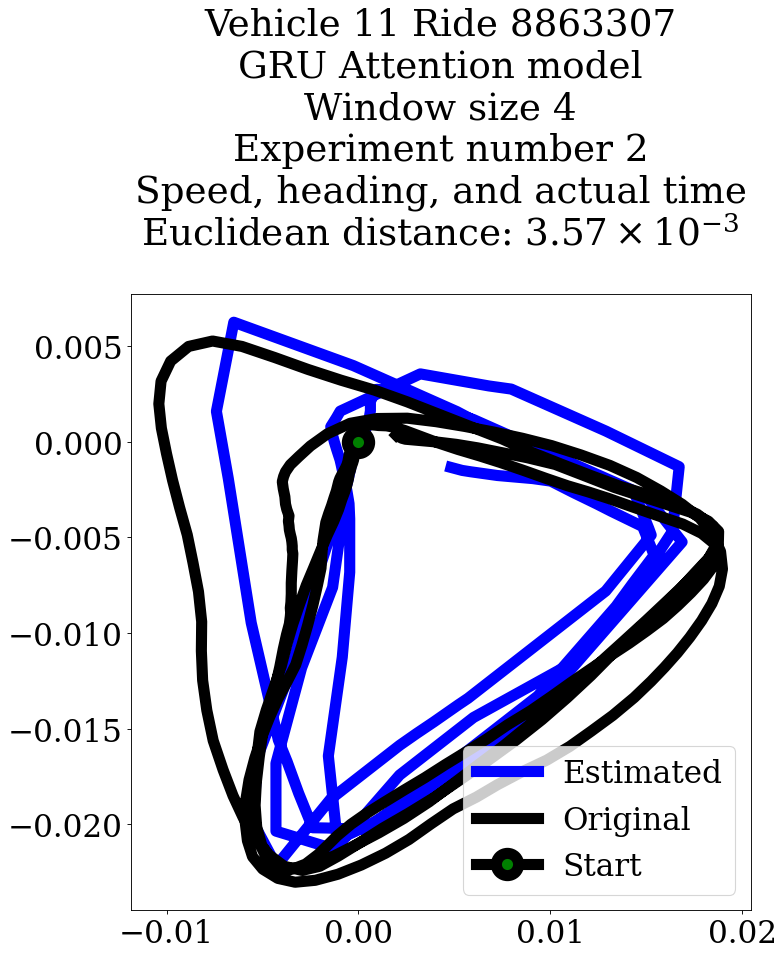 Vehicle 11 Ride 8863307
GRU Attention model
Window size 4
Experiment number 2
Speed, heading, and actual time
Euclidean distance: 3.57 × 10⁻³
0.005
0.000
−0.005
−0.010
−0.015
−0.020
Estimated
Original
Start
−0.01
0.00
0.01
0.02